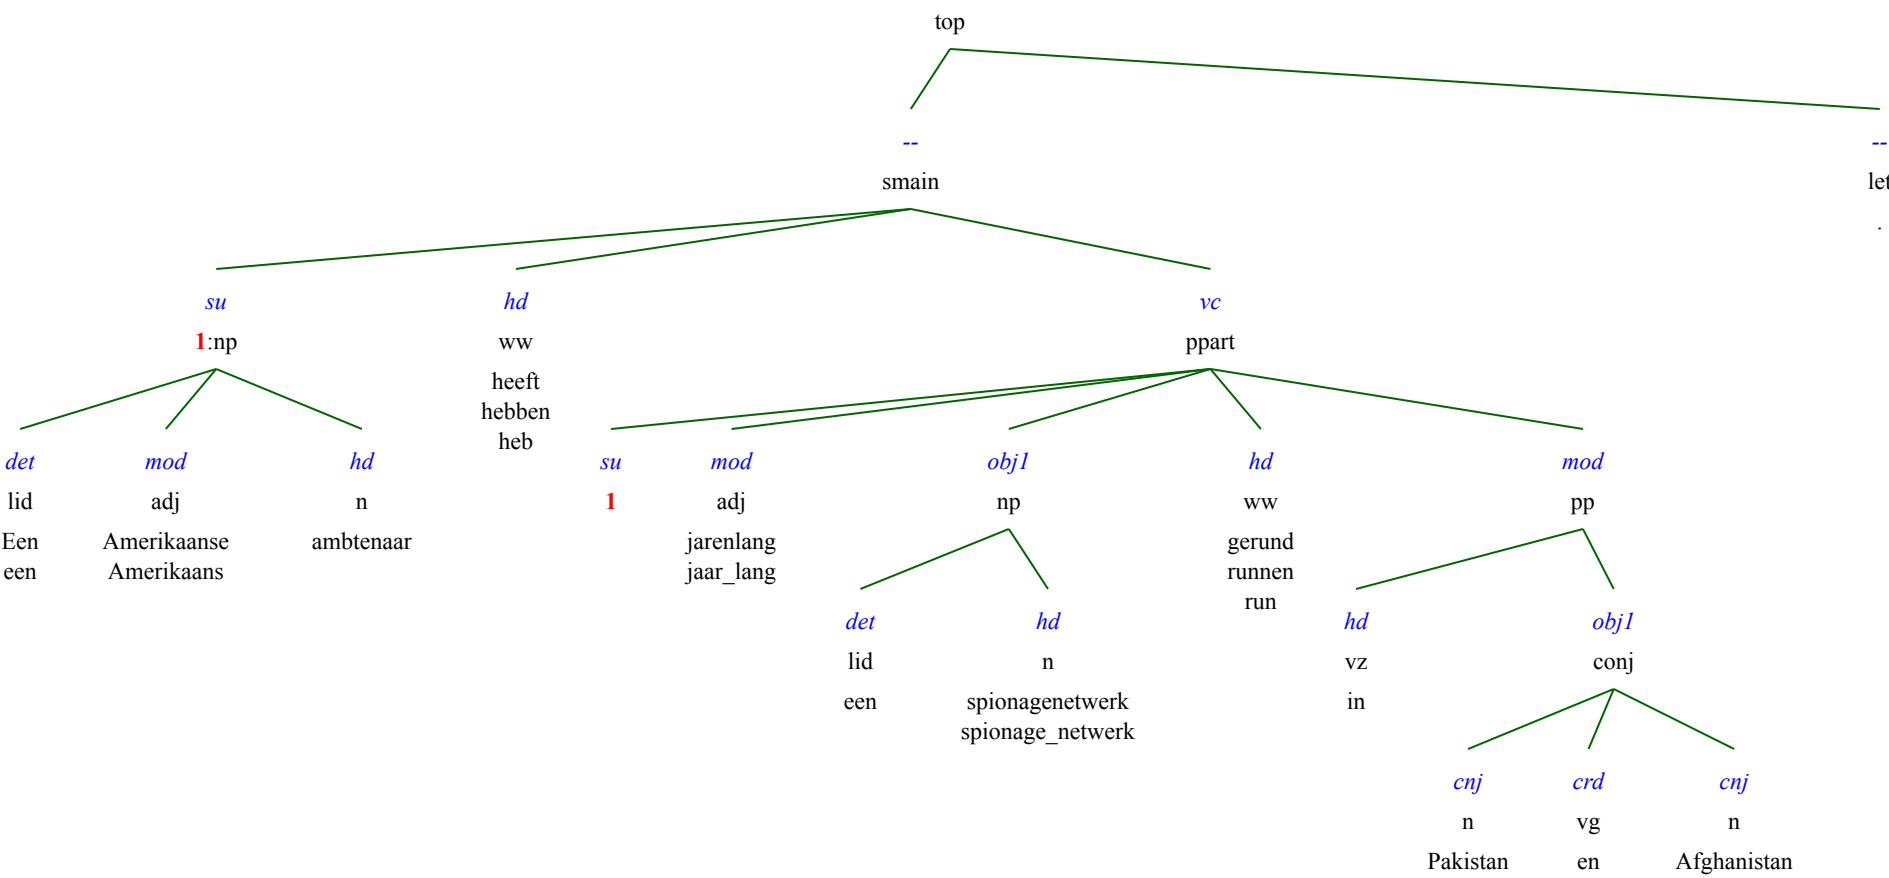 top
-- --
smain let
.
su hd vc
1:np ww ppart
heeft
hebben
heb
det mod hd su mod obj1 hd mod
lid adj n 1 adj np ww pp
Een Amerikaanse ambtenaar jarenlang gerund
een Amerikaans jaar_lang runnen
run
det hd hd obj1
lid n vz conj
een spionagenetwerk in
spionage_netwerk
cnj crd cnj
n vg n
Pakistan en Afghanistan